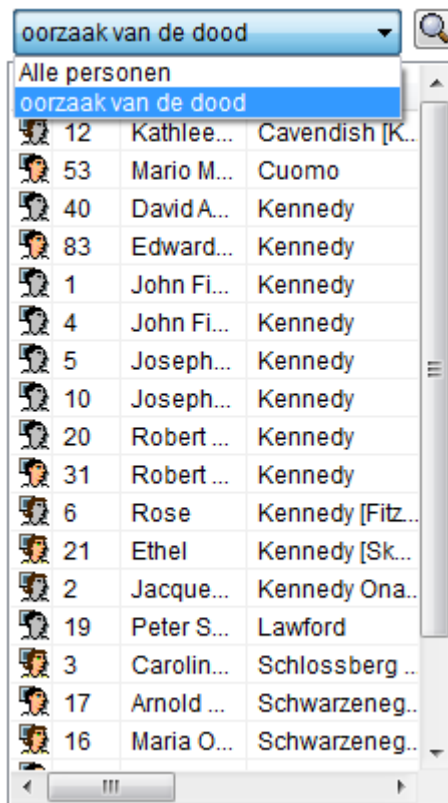 oorzaak van de dood
Alle personen
oorzaak van de dood
12 Kathlee... Cavendish [K...
53 Mario M... Cuomo
40 David A... Kennedy
83 Edward... Kennedy
1 John Fi... Kennedy
4 John Fi... Kennedy
5 Joseph... Kennedy
10 Joseph... Kennedy
20 Robert ... Kennedy
31 Robert ... Kennedy
6 Rose Kennedy [Fitz...
21 Ethel Kennedy [Sk...
2 Jacque... Kennedy Ona...
19 Peter S... Lawford
3 Carolin... Schlossberg ...
17 Arnold ... Schwarzeneg...
16 Maria O... Schwarzeneg...